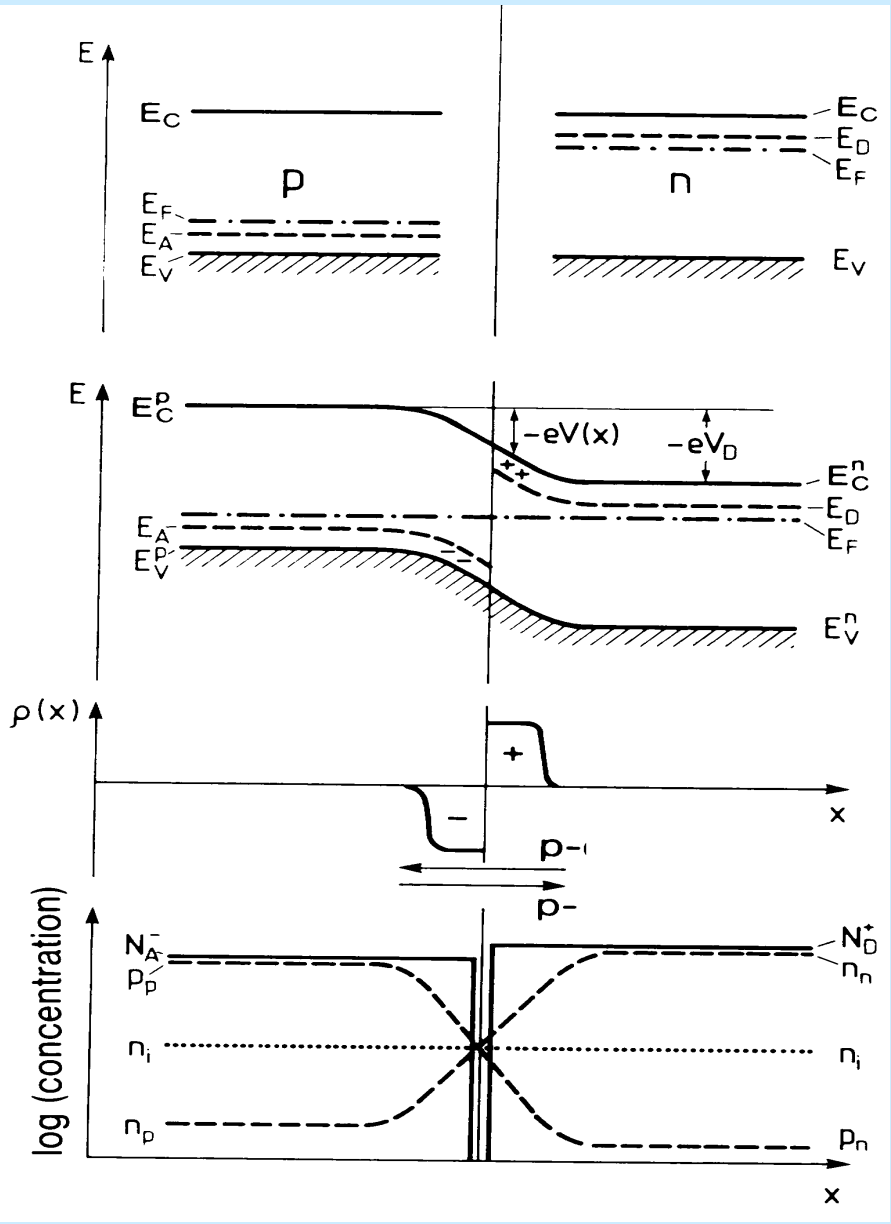 E
E_C
E_C
E_D
E_F
p
n
E_F
E_A
E_V
E_V
E
E_C^p
-eV(x)
-eV_D
++
E_C^n
E_D
E_F
E_A
E_V^p
--
E_V^n
ρ(x)
+
-
x
p-
p-
log (concentration)
N_A^-
N_D^+
p_p
n_n
n_i
n_i
n_p
p_n
x